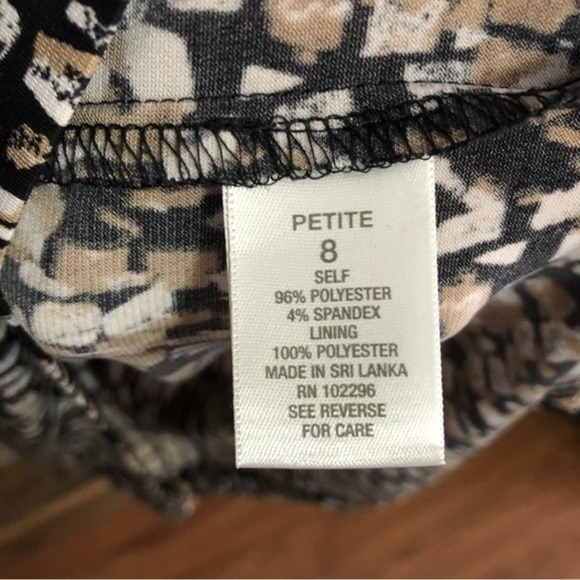 PETITE
8
SELF
96% POLYESTER
4% SPANDEX
LINING
100% POLYESTER
MADE IN SRI LANKA
RN 102296
SEE REVERSE
FOR CARE